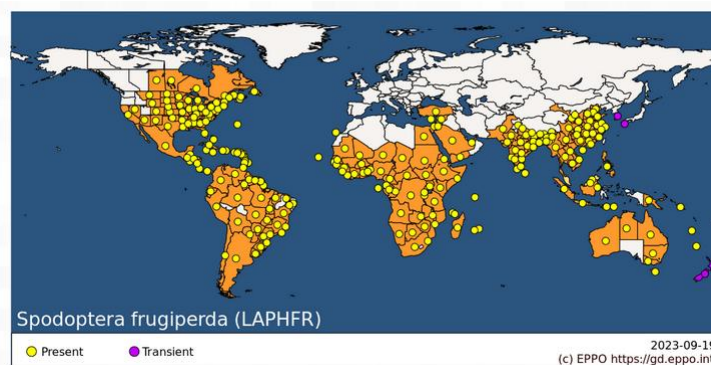 Spodoptera frugiperda (LAPHFR)
Present
Transient
2023-09-19
(c) EPPO https://gd.eppo.int